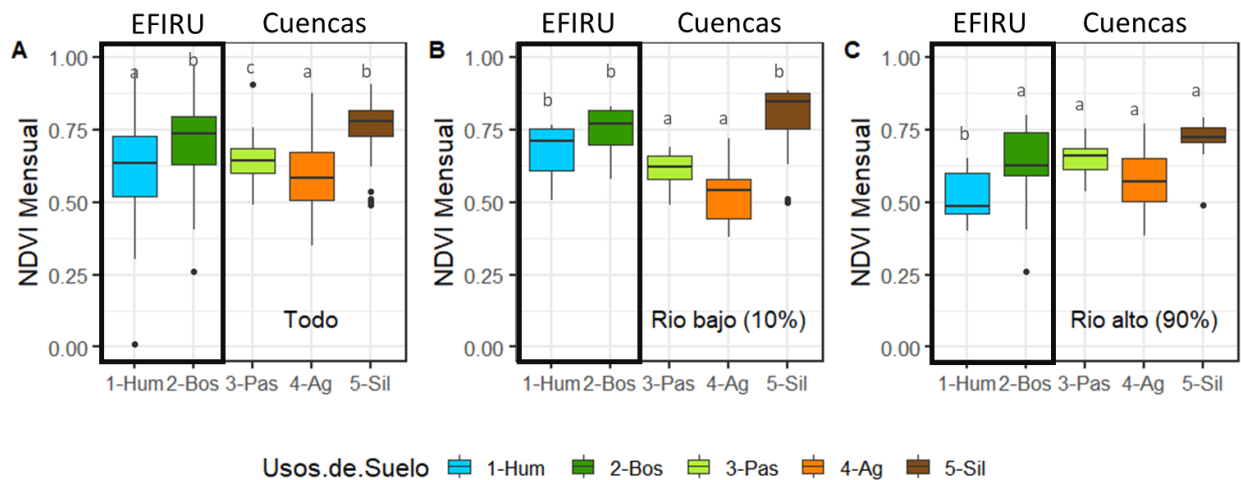 EFIRU Cuencas EFIRU Cuencas EFIRU Cuencas
A B C
1.00 1.00 1.00
a b c a b
b b a a b
b a a a a
0.75 0.75 0.75
0.50 0.50 0.50
0.25 0.25 0.25
0.00 0.00 0.00
NDVI Mensual NDVI Mensual NDVI Mensual
Todo Rio bajo (10%) Rio alto (90%)
1-Hum 2-Bos 3-Pas 4-Ag 5-Sil 1-Hum 2-Bos 3-Pas 4-Ag 5-Sil 1-Hum 2-Bos 3-Pas 4-Ag 5-Sil
Usos.de.Suelo 1-Hum 2-Bos 3-Pas 4-Ag 5-Sil